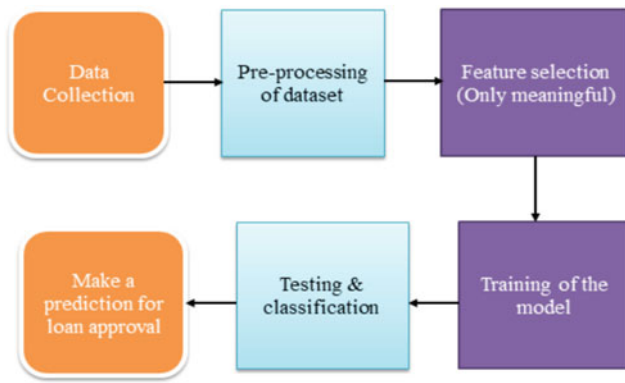 Data
Collection
Pre-processing
of dataset
Feature selection
(Only meaningful)
Training of the
model
Testing &
classification
Make a
prediction for
loan approval